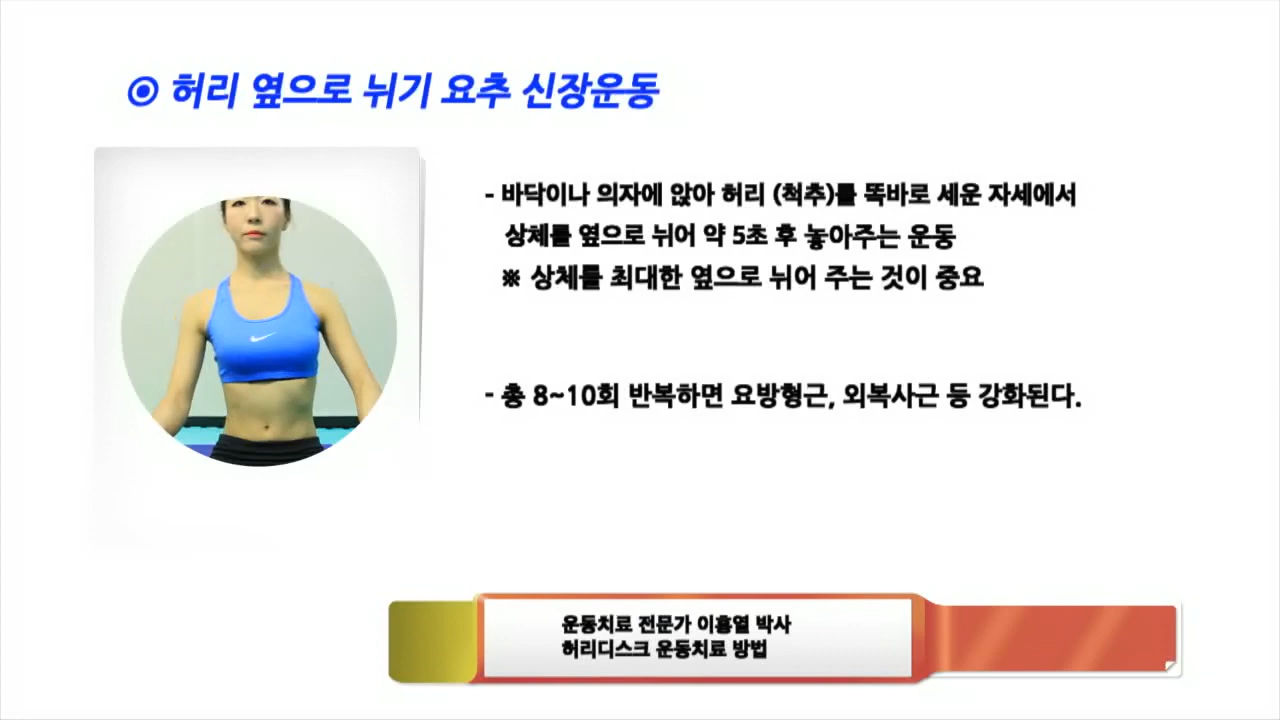 ◉ 허리 옆으로 뉘기 요추 신장운동
- 바닥이나 의자에 앉아 허리 (척추)를 똑바로 세운 자세에서
상체를 옆으로 뉘어 약 5초 후 놓아주는 운동
※ 상체를 최대한 옆으로 뉘어 주는 것이 중요
- 총 8~10회 반복하면 요방형근, 외복사근 등 강화된다.
운동치료 전문가 이흉열 박사
허리디스크 운동치료 방법